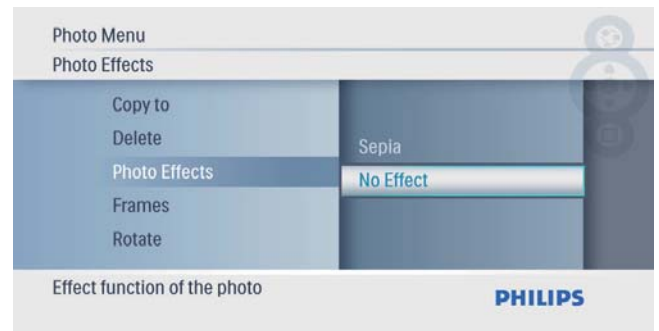 Photo Menu
Photo Effects
Copy to
Delete
Photo Effects
Frames
Rotate
Sepia
No Effect
Effect function of the photo
PHILIPS